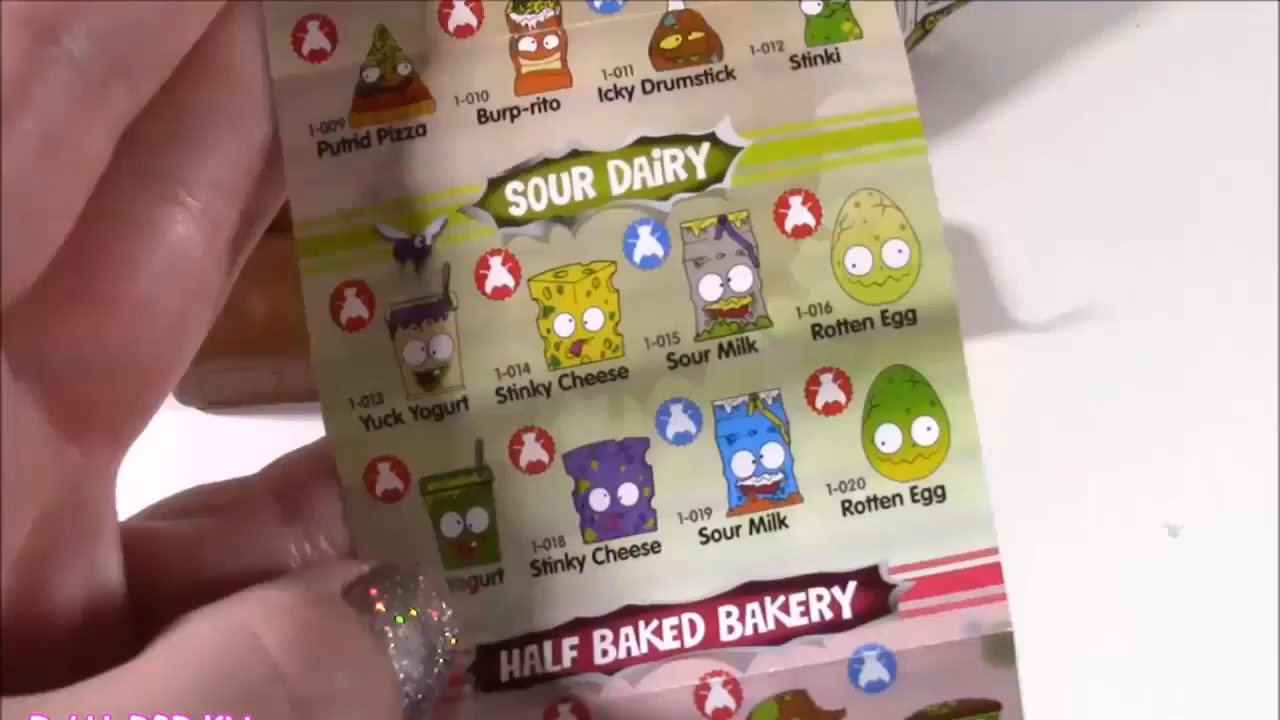 1-009
Putrid Pizza
1-010
Burp-rito
1-011
Icky Drumstick
1-012
Stinki
SOUR DAIRY
1-013
Yuck Yogurt
1-014
Stinky Cheese
1-015
Sour Milk
1-016
Rotten Egg
Yogurt
1-018
Stinky Cheese
1-019
Sour Milk
1-020
Rotten Egg
HALF BAKED BAKERY